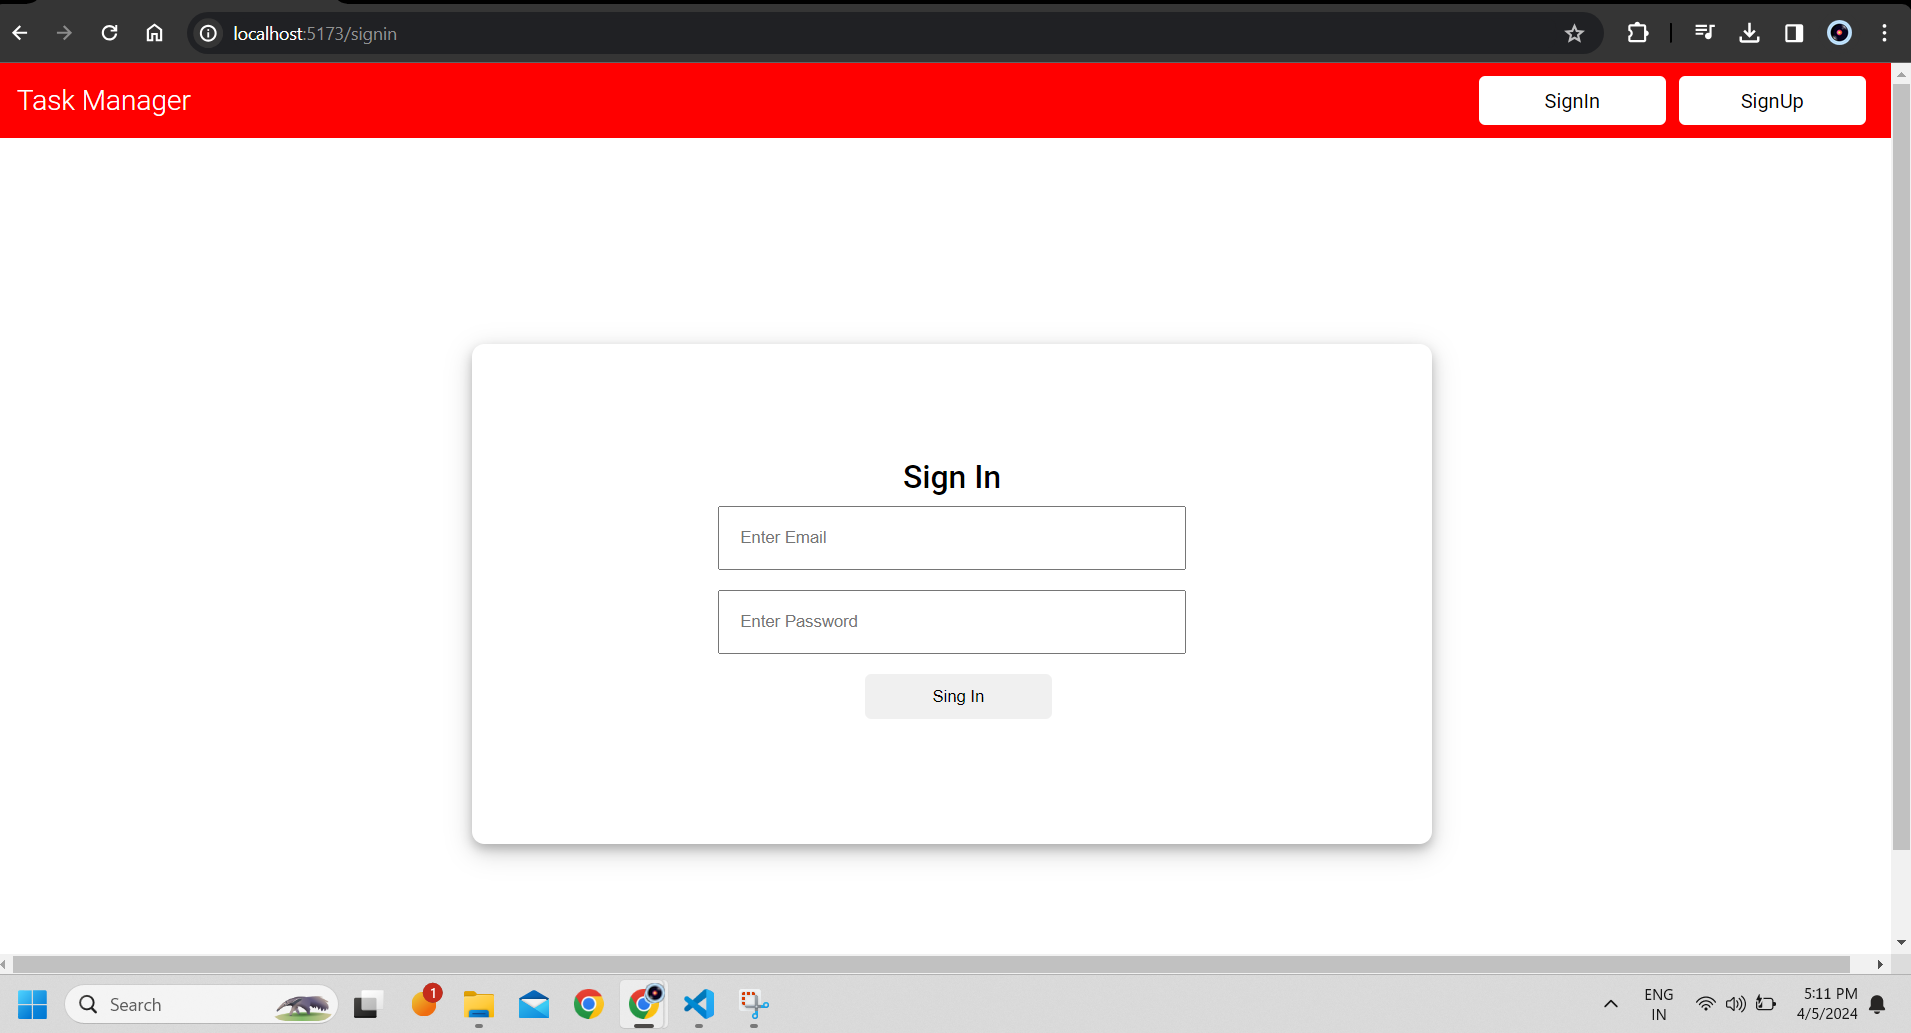 localhost:5173/signin
Task Manager
SignIn
SignUp
Sign In
Enter Email
Enter Password
Sing In
Search
1
ENG
IN
5:11 PM
4/5/2024